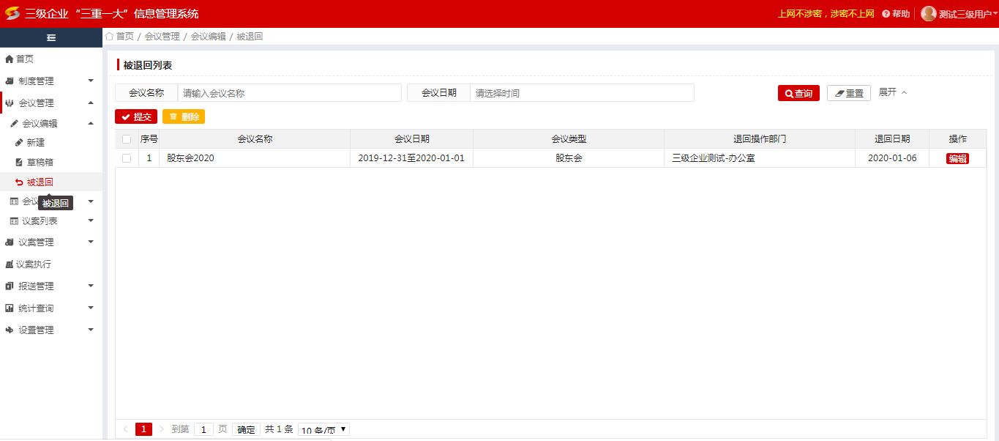 三级企业“三重一大”信息管理系统
上网不涉密，涉密不上网 帮助 测试三级用户
首页 / 会议管理 / 会议编辑 / 被退回
首页
制度管理
会议管理
会议编辑
新建
草稿箱
被退回
会议
被退回
议案列表
议案管理
议案执行
报送管理
统计查询
设置管理
被退回列表
会议名称 请输入会议名称 会议日期 请选择时间 查询 重置 展开
提交 删除
序号 会议名称 会议日期 会议类型 退回操作部门 退回日期 操作
1 股东会2020 2019-12-31至2020-01-01 股东会 三级企业测试-办公室 2020-01-06 编辑
1 到第 1 页 确定 共 1 条 10 条/页